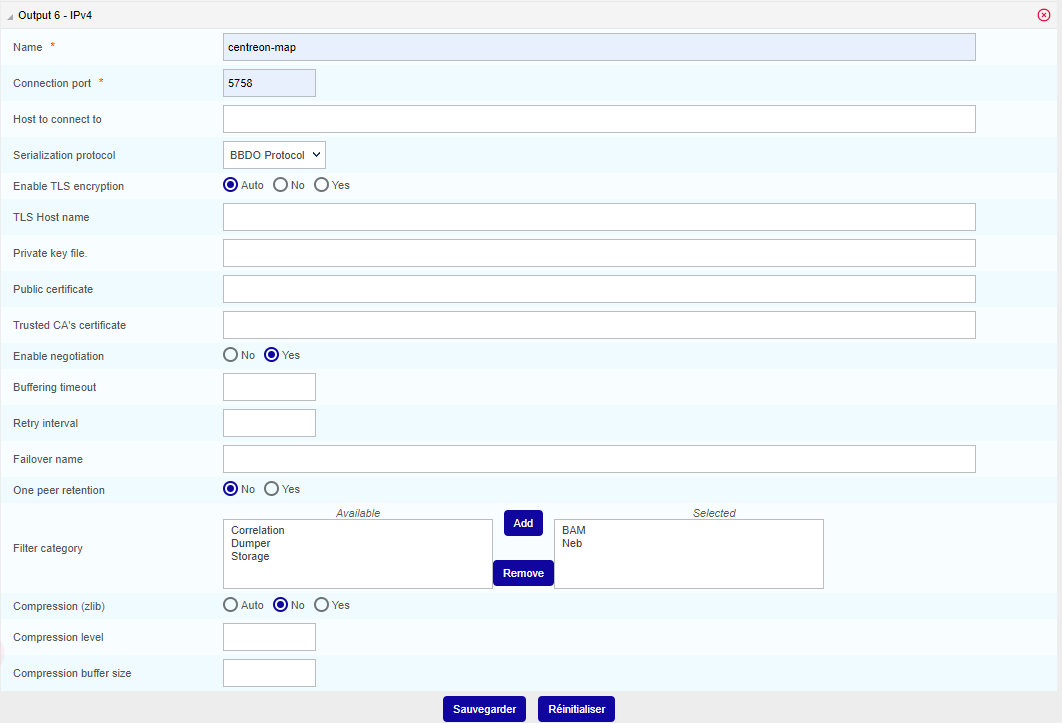 Output 6 - IPv4
Name *
centreon-map
Connection port *
5758
Host to connect to
Serialization protocol
BBDO Protocol
Enable TLS encryption
Auto No Yes
TLS Host name
Private key file.
Public certificate
Trusted CA's certificate
Enable negotiation
No Yes
Buffering timeout
Retry interval
Failover name
One peer retention
No Yes
Filter category
Available
Correlation
Dumper
Storage
Add
Remove
Selected
BAM
Neb
Compression (zlib)
Auto No Yes
Compression level
Compression buffer size
Sauvegarder Réinitialiser